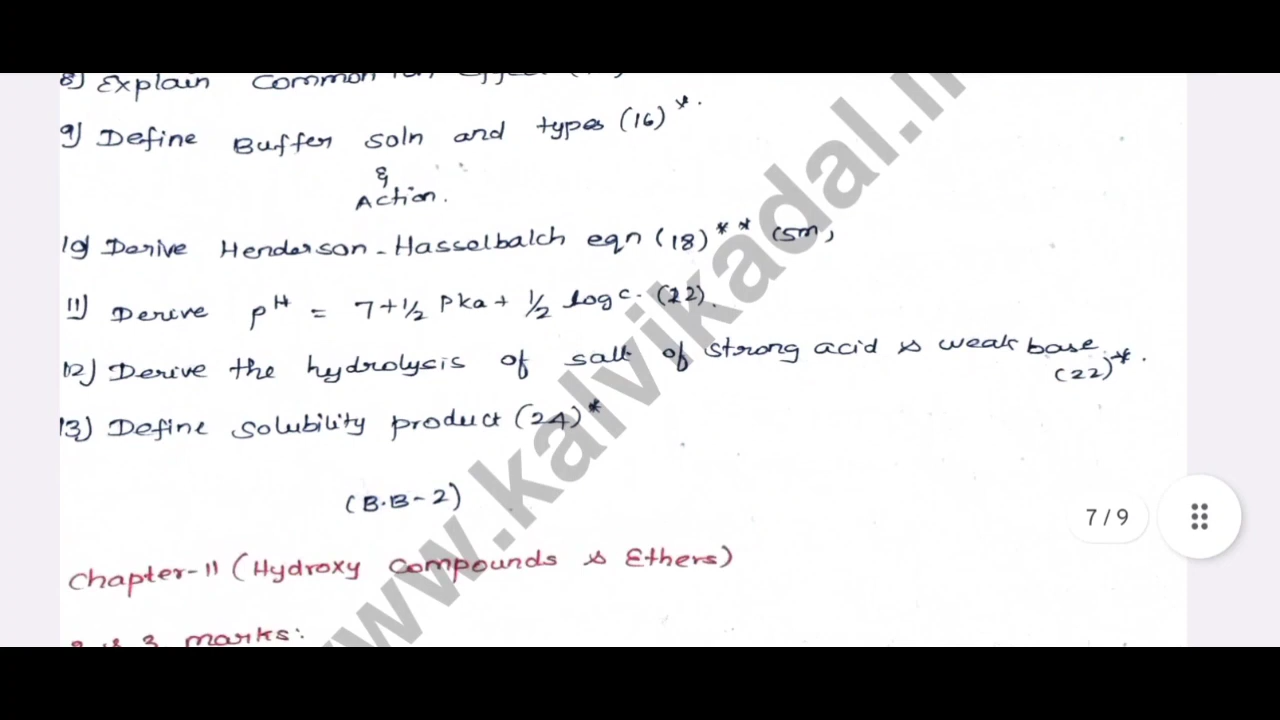 8) Explain Common
9) Define Buffer soln and types (16)*.
&
Action.
10) Derive Henderson-Hasselbalch eqn (18)** (5m)
11) Derive pH = 7+1/2 pka + 1/2 log c. (22).
12) Derive the hydrolysis of salt of strong acid & weak base
(22)*.
13) Define solubility product (24)*
(B.B-2)
7 / 9
Chapter-11 (Hydroxy Compounds & Ethers)
3 marks:
www.kalvikadal.